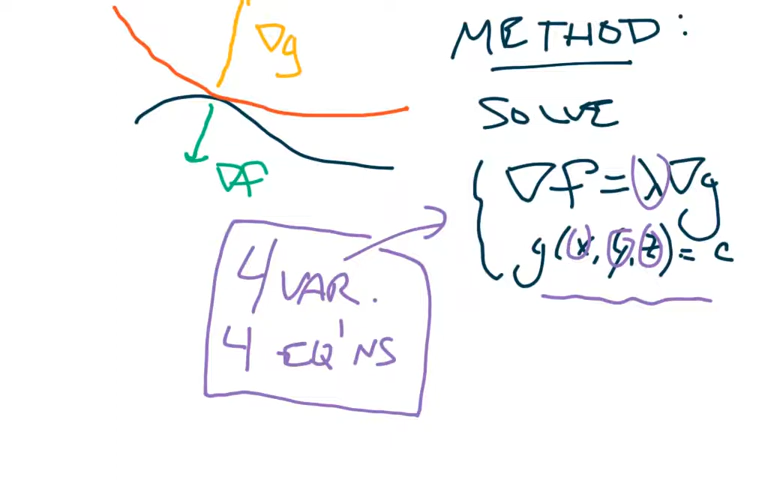 ∇g
∇f
METHOD:
SOLVE
∇f = λ∇g
g(x, y, z) = c
4 VAR.
4 EQ'NS